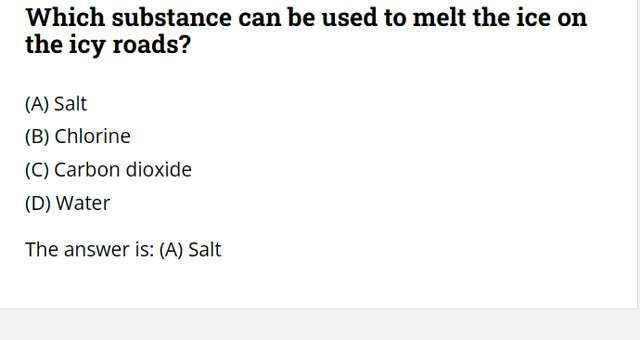 Which substance can be used to melt the ice on
the icy roads?
(A) Salt
(B) Chlorine
(C) Carbon dioxide
(D) Water
The answer is: (A) Salt